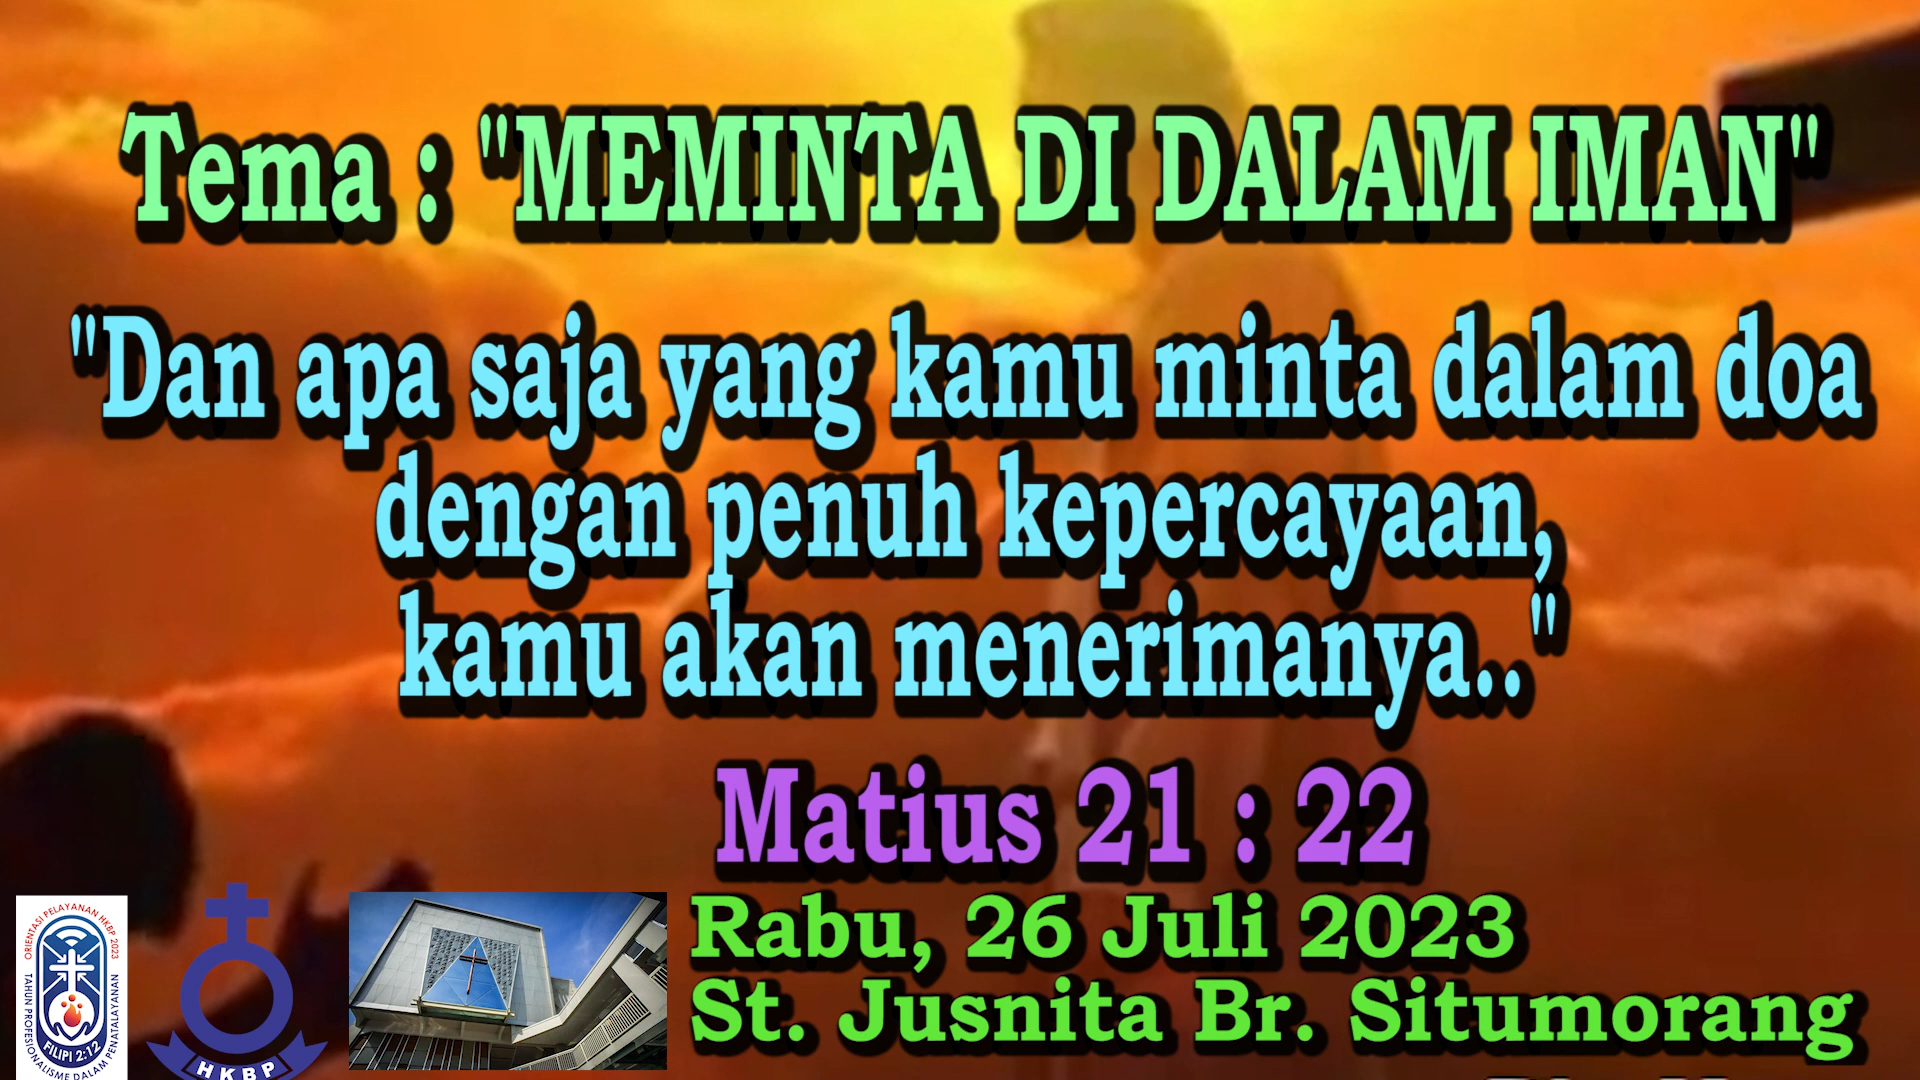 Tema : "MEMINTA DI DALAM IMAN"
"Dan apa saja yang kamu minta dalam doa
dengan penuh kepercayaan,
kamu akan menerimanya.."
Matius 21 : 22
Rabu, 26 Juli 2023
St. Jusnita Br. Situmorang
ORIENTASI PELAYANAN HKBP 2023
TAHUN PROFESIONALISME DALAM PENATALAYANAN
FILIPI 2:12
HKBP